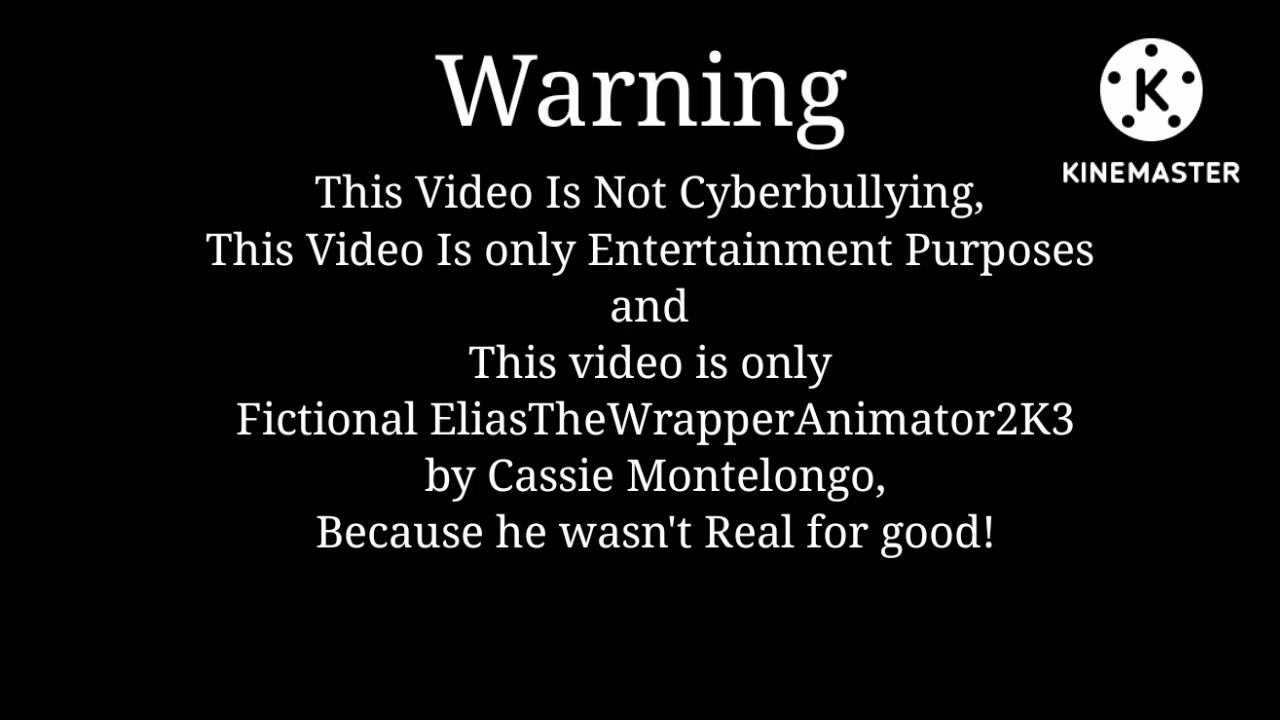 Warning
K
KINEMASTER
This Video Is Not Cyberbullying,
This Video Is only Entertainment Purposes
and
This video is only
Fictional EliasTheWrapperAnimator2K3
by Cassie Montelongo,
Because he wasn't Real for good!